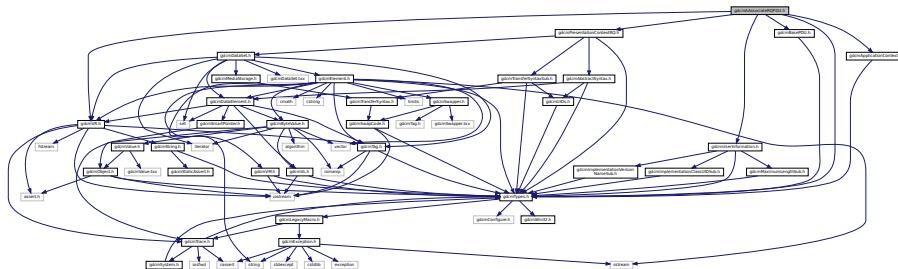 gdcmAAssociateRQPDU.h
gdcmPresentationContextRQ.h
gdcmBasePDU.h
gdcmDataSet.h
gdcmApplicationContext
gdcmMediaStorage.h
gdcmDataSet.txx
gdcmElement.h
gdcmTransferSyntaxSub.h
gdcmAbstractSyntax.h
cmath
cstring
gdcmDataElement.h
gdcmTransferSyntax.h
limits
gdcmSwapper.h
gdcmUIDs.h
gdcmVR.h
set
gdcmSmartPointer.h
gdcmByteValue.h
gdcmSwapCode.h
gdcmTag.h
gdcmSwapper.txx
fstream
gdcmValue.h
gdcmString.h
iterator
algorithm
vector
gdcmTag.h
gdcmUserInformation.h
gdcmObject.h
gdcmValue.txx
gdcmStaticAssert.h
gdcmVM.h
gdcmVL.h
iomanip
gdcmImplementationVersion
NameSub.h
gdcmImplementationClassUIDSub.h
gdcmMaximumLengthSub.h
assert.h
iostream
gdcmTypes.h
gdcmLegacyMacro.h
gdcmConfigure.h
gdcmWin32.h
gdcmTrace.h
gdcmException.h
gdcmSystem.h
iosfwd
cassert
string
stdexcept
cstdlib
exception
sstream